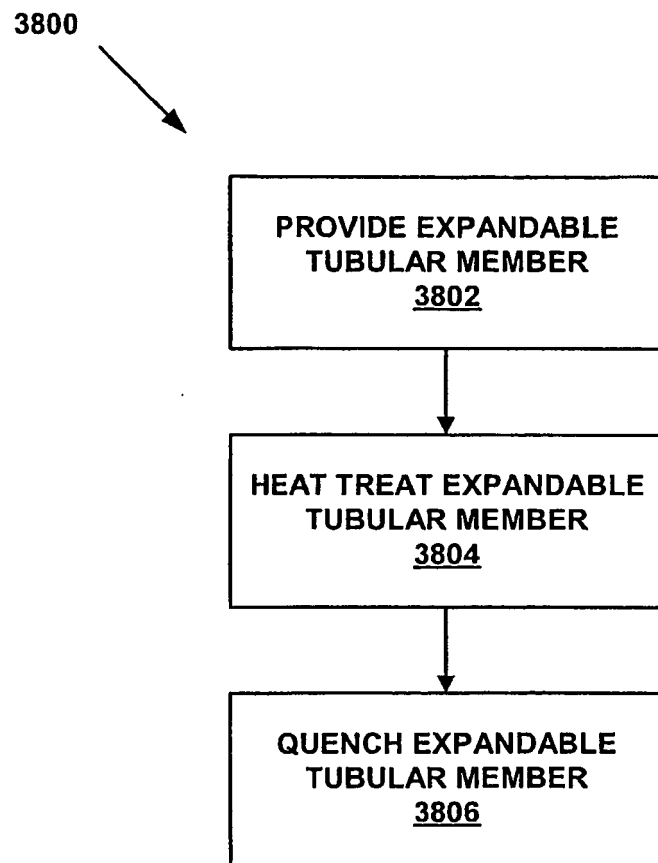 3800
PROVIDE EXPANDABLE
TUBULAR MEMBER
3802
HEAT TREAT EXPANDABLE
TUBULAR MEMBER
3804
QUENCH EXPANDABLE
TUBULAR MEMBER
3806